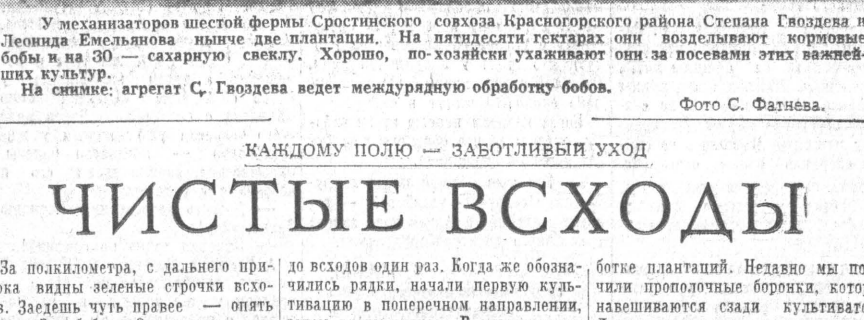 У механизаторов шестой фермы Сростинского совхоза Красногорского района Степана Гвоздева и
Леонида Емельянова нынче две плантации. На пятидесяти гектарах они возделывают кормовые
бобы и на 30 — сахарную свеклу. Хорошо, по-хозяйски ухаживают они за посевами этих важней-
ших культур.
На снимке: агрегат С. Гвоздева ведет междурядную обработку бобов.
Фото С. Фатнева.
КАЖДОМУ ПОЛЮ — ЗАБОТЛИВЫЙ УХОД
ЧИСТЫЕ ВСХОДЫ
За полкилометра, с дальнего при-
ока видны зеленые строчки всхо-
в. Заедешь чуть правее — опять
до всходов один раз. Когда же обозна-
чились рядки, начали первую куль-
тивацию в поперечном направлении,
ботке плантаций. Недавно мы по
чили прополочные боронки, котор
навешиваются сзади культиват